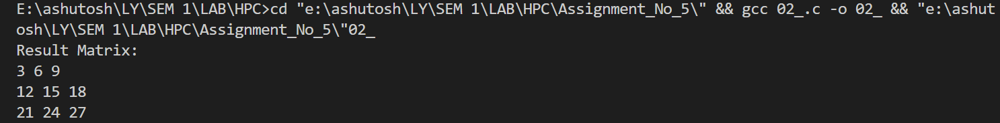 E:\ashutosh\LY\SEM 1\LAB\HPC>cd "e:\ashutosh\LY\SEM 1\LAB\HPC\Assignment_No_5\" && gcc 02_.c -o 02_ && "e:\ashut
osh\LY\SEM 1\LAB\HPC\Assignment_No_5\"02_
Result Matrix:
3 6 9
12 15 18
21 24 27